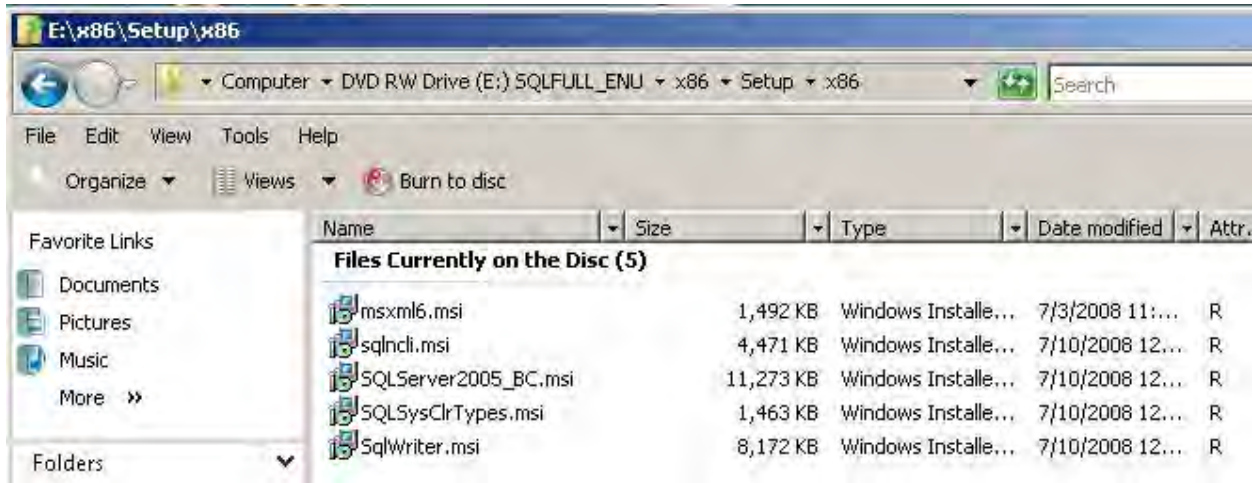 E:\x86\Setup\x86
Computer DVD RW Drive (E:) SQLFULL_ENU x86 Setup x86 Search
File Edit View Tools Help
Organize Views Burn to disc
Favorite Links
Documents
Pictures
Music
More »
Folders
Name Size Type Date modified Attr.
Files Currently on the Disc (5)
msxml6.msi 1,492 KB Windows Installe... 7/3/2008 11:... R
sqlncli.msi 4,471 KB Windows Installe... 7/10/2008 12... R
SQLServer2005_BC.msi 11,273 KB Windows Installe... 7/10/2008 12... R
SQLSysClrTypes.msi 1,463 KB Windows Installe... 7/10/2008 12... R
SqlWriter.msi 8,172 KB Windows Installe... 7/10/2008 12... R